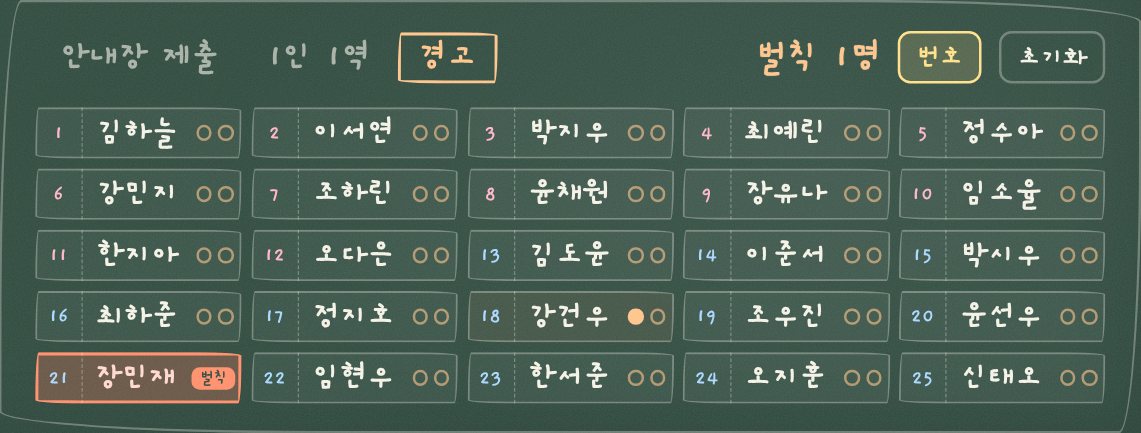 안내장 제출 1인 1역 경고 벌칙 1명 번호 초기화
1 김하늘 2 이서연 3 박지우 4 최예린 5 정수아
6 강민지 7 조하린 8 윤채원 9 장유나 10 임소율
11 한지아 12 오다은 13 김도윤 14 이준서 15 박시우
16 최하준 17 정지호 18 강건우 19 조우진 20 윤선우
21 장민재 벌칙 22 임현우 23 한서준 24 오지훈 25 신태오